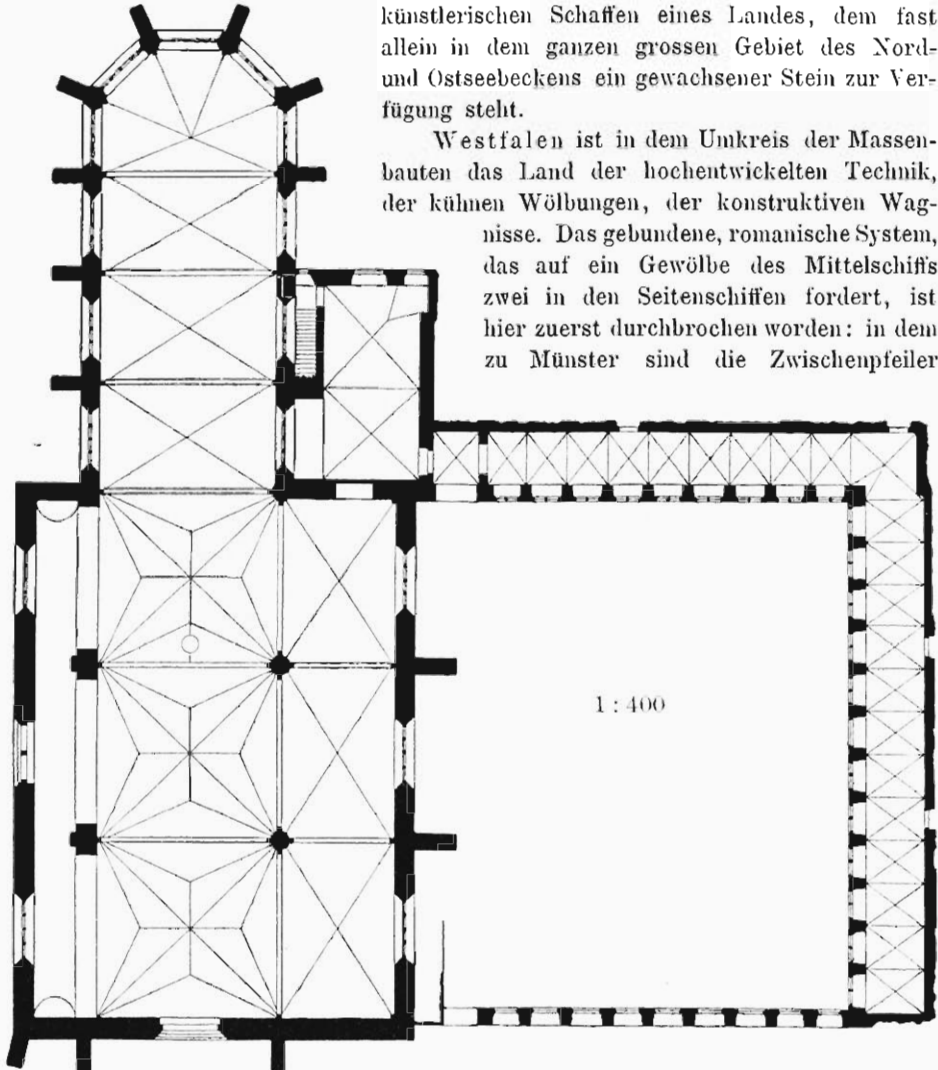 künstlerischen Schaffen eines Landes, dem fast
allein in dem ganzen grossen Gebiet des Nord-
und Ostseebeckens ein gewachsener Stein zur Ver-
fügung steht.
Westfalen ist in dem Umkreis der Massen-
bauten das Land der hochentwickelten Technik,
der kühnen Wölbungen, der konstruktiven Wag-
nisse. Das gebundene, romanische System,
das auf ein Gewölbe des Mittelschiffs
zwei in den Seitenschiffen fordert, ist
hier zuerst durchbrochen worden: in dem
zu Münster sind die Zwischenpfeiler
1 : 400